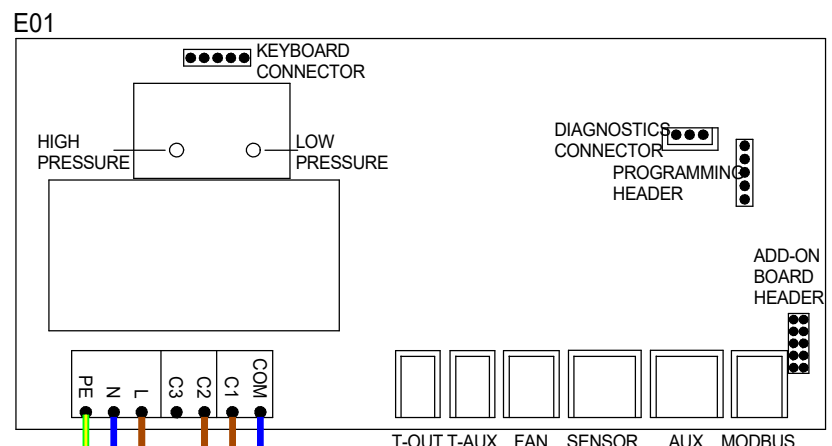 E01
KEYBOARD
CONNECTOR
HIGH
PRESSURE
LOW
PRESSURE
DIAGNOSTICS
CONNECTOR
PROGRAMMING
HEADER
ADD-ON
BOARD
HEADER
PE N L C3 C2 C1 COM
T-OUT T-AUX FAN SENSOR AUX MODBUS